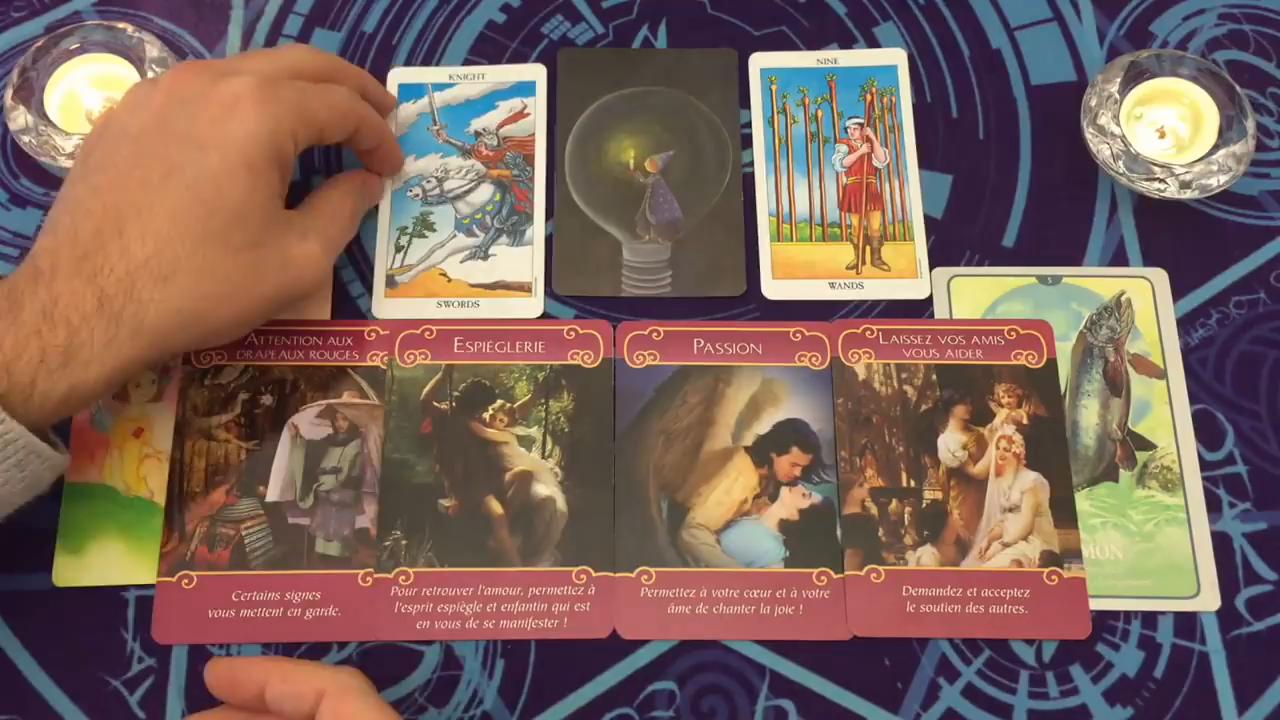 KNIGHT
SWORDS
NINE
WANDS
5
ATTENTION AUX
DRAPEAUX ROUGES
Certains signes
vous mettent en garde.
ESPIÈGLERIE
Pour retrouver l'amour, permettez à
l'esprit espiègle et enfantin qui est
en vous de se manifester !
PASSION
Permettez à votre cœur et à votre
âme de chanter la joie !
LAISSEZ VOS AMIS
VOUS AIDER
Demandez et acceptez
le soutien des autres.